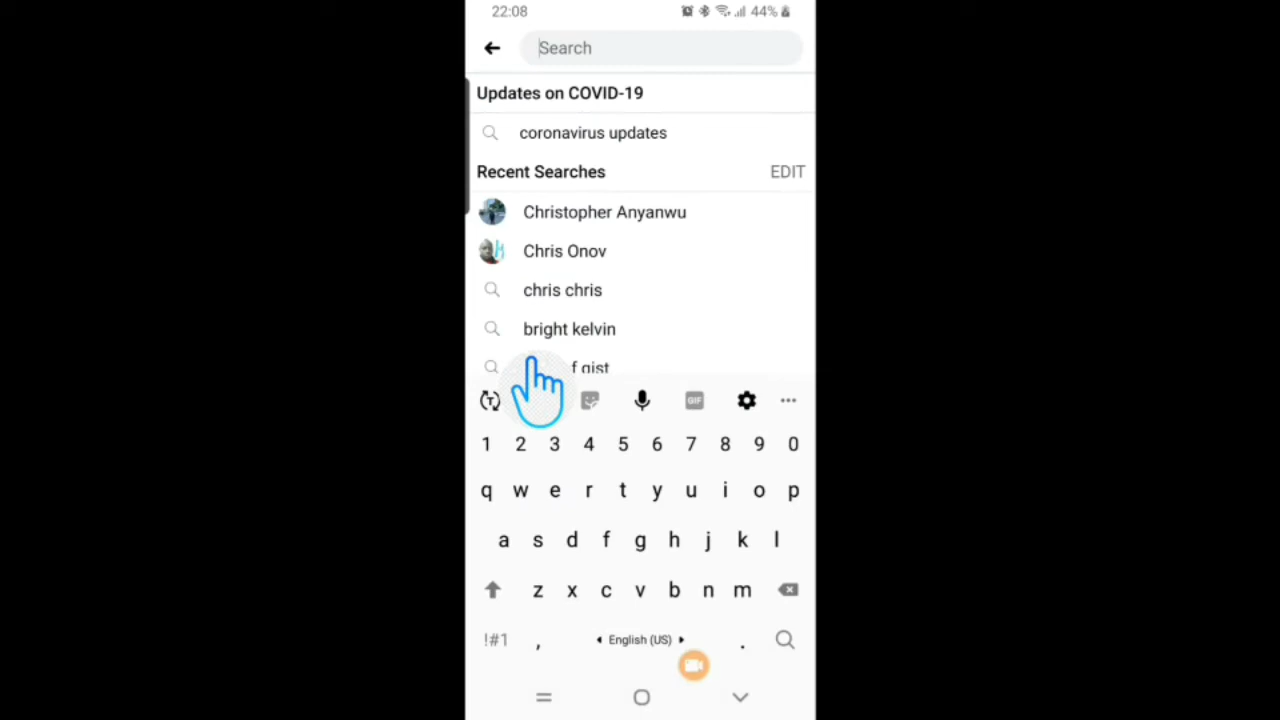 22:08
44%
Search
Updates on COVID-19
coronavirus updates
Recent Searches
EDIT
Christopher Anyanwu
Chris Onov
chris chris
bright kelvin
f gist
GIF
1 2 3 4 5 6 7 8 9 0
q w e r t y u i o p
a s d f g h j k l
z x c v b n m
!#1 , English (US) .